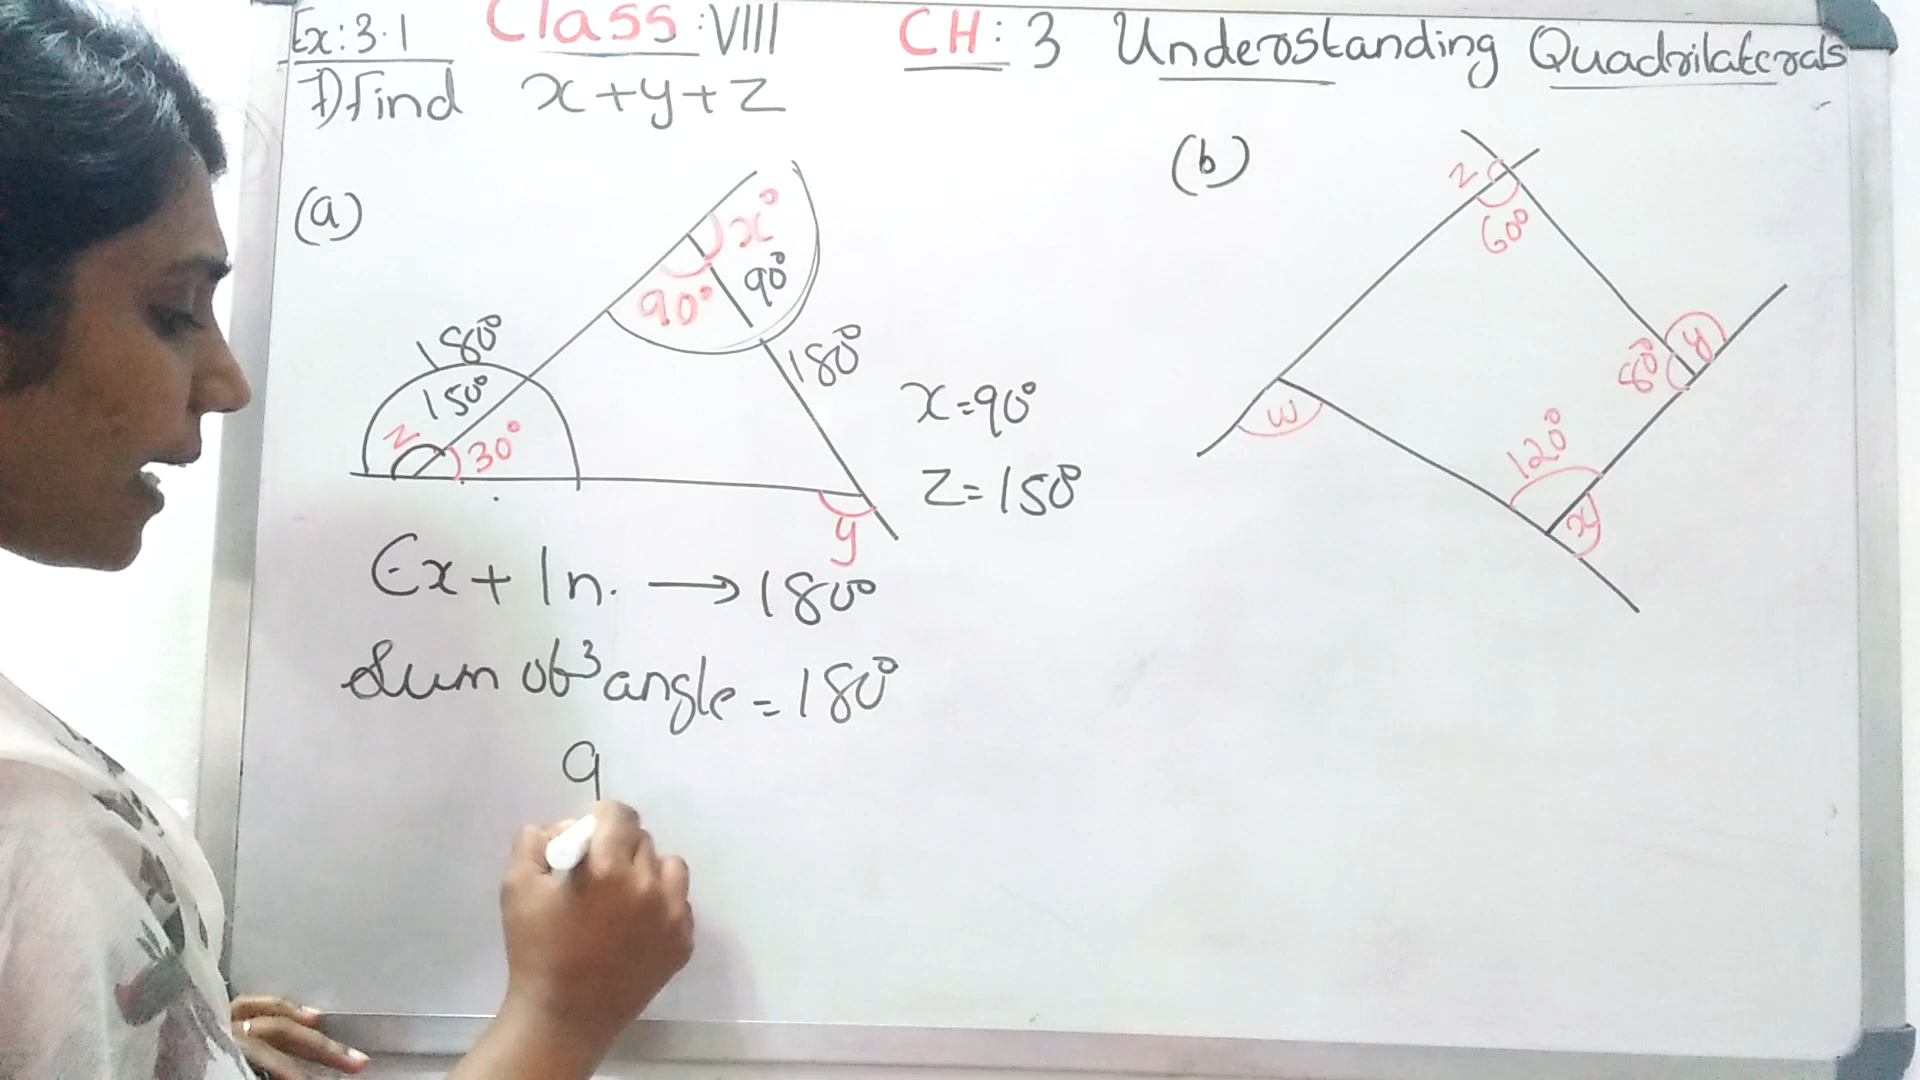 Ex:3.1 Class:VIII CH:3 Understanding Quadrilaterals
7) Find x+y+z
(a)
x°
90°
90°
180°
180°
150°
z
30°
y
x=90°
z=150°
Ex + In. → 180°
Sum of 3 angle = 180°
9
(b)
z
60°
80°
y
w
120°
x